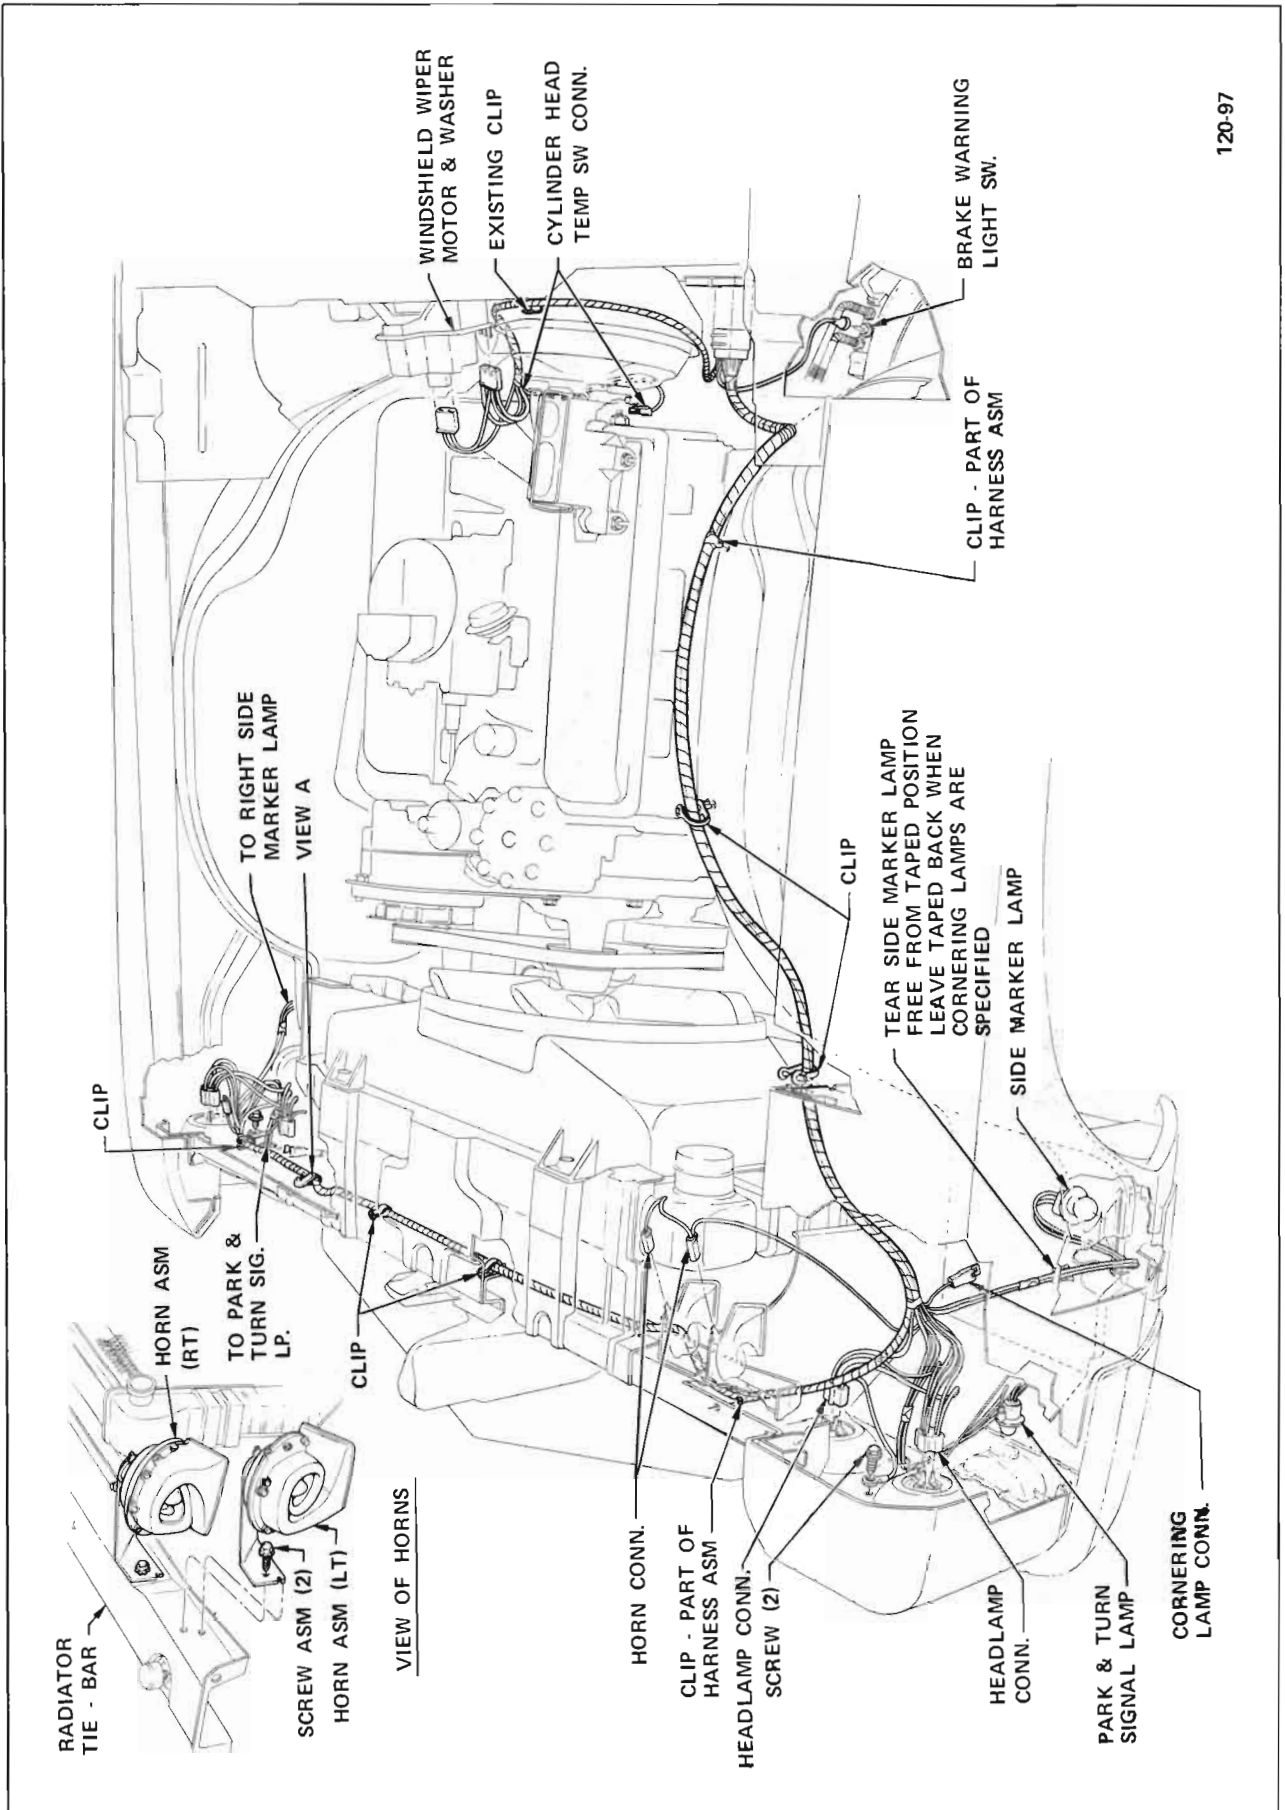 RADIATOR
TIE - BAR
HORN ASM
(RT)
SCREW ASM (2)
HORN ASM (LT)
VIEW OF HORNS
TO PARK &
TURN SIG.
LP.
CLIP
CLIP
TO RIGHT SIDE
MARKER LAMP
VIEW A
WINDSHIELD WIPER
MOTOR & WASHER
EXISTING CLIP
CYLINDER HEAD
TEMP SW CONN.
HORN CONN.
CLIP - PART OF
HARNESS ASM
HEADLAMP CONN.
SCREW (2)
HEADLAMP
CONN.
PARK & TURN
SIGNAL LAMP
CORNERING
LAMP CONN.
SIDE MARKER LAMP
TEAR SIDE MARKER LAMP
FREE FROM TAPED POSITION
LEAVE TAPED BACK WHEN
CORNERING LAMPS ARE
SPECIFIED
CLIP
CLIP - PART OF
HARNESS ASM
BRAKE WARNING
LIGHT SW.
120-97